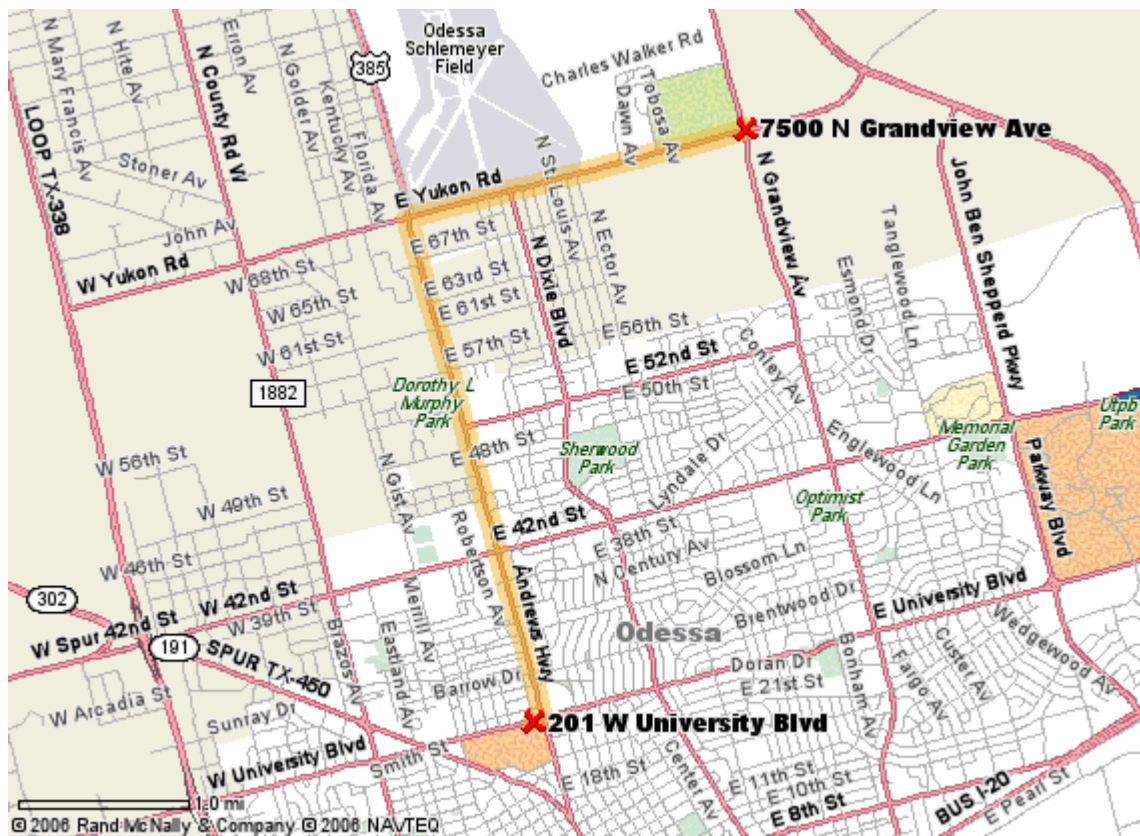 N Mary Francis Av
N Hite Av
Erron Av
N County Rd W
N Golder Av
Kentucky Av
Florida Av
385
Odessa
Schlemeyer
Field
Charles Walker Rd
Tobosa Av
Dawn Av
7500 N Grandview Ave
LOOP TX-338
Stoner Av
John Av
W Yukon Rd
E Yukon Rd
N St. Louis Av
N Ector Av
N Dixie Blvd
N Grandview Av
John Ben Shepperd Pkwy
Tanglewood Ln
Esmond Dr
W 68th St
W 65th St
W 61st St
E 67th St
E 63rd St
E 61st St
E 57th St
E 56th St
E 52nd St
E 50th St
Conley Av
1882
Dorothy L
Murphy
Park
E 48th St
Sherwood
Park
Lyndale Dr
Englewood Ln
Memorial
Garden
Park
Utpb
Park
Optimist
Park
Parkway Blvd
W 56th St
W 49th St
W 46th St
N Gist Av
Robertson Av
E 42nd St
E 38th St
N Century Av
Blossom Ln
Brentwood Dr
E University Blvd
Wedgewood Av
302
W 42nd St
W Spur 42nd St
W 39th St
191
SPUR TX-450
Brazos Av
Merrill Av
Eastland Av
Andrews Hwy
Odessa
Barrow Dr
Doran Dr
E 21st St
Bonham Av
Fargo Av
Custer Av
W Arcadia St
Sunray Dr
201 W University Blvd
W University Blvd
Smith St
E 18th St
Center Av
E 11th St
E 10th St
E 8th St
BUS I-20
E Pearl St
1.0 mi
© 2006 Rand McNally & Company © 2006 NAVTEQ